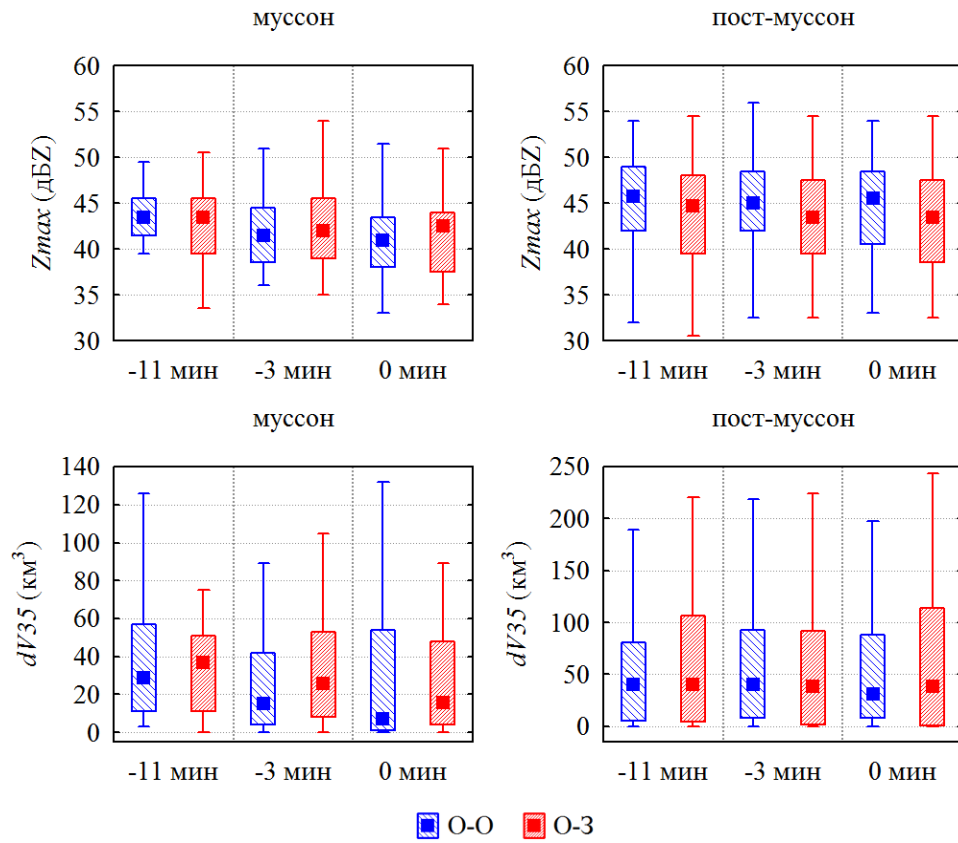 муссон
60
55
50
45
40
35
30
Zmax (дБZ)
-11 мин -3 мин 0 мин
пост-муссон
60
55
50
45
40
35
30
Zmax (дБZ)
-11 мин -3 мин 0 мин
муссон
140
120
100
80
60
40
20
0
dV35 (км³)
-11 мин -3 мин 0 мин
пост-муссон
250
200
150
100
50
0
dV35 (км³)
-11 мин -3 мин 0 мин
О-О О-З